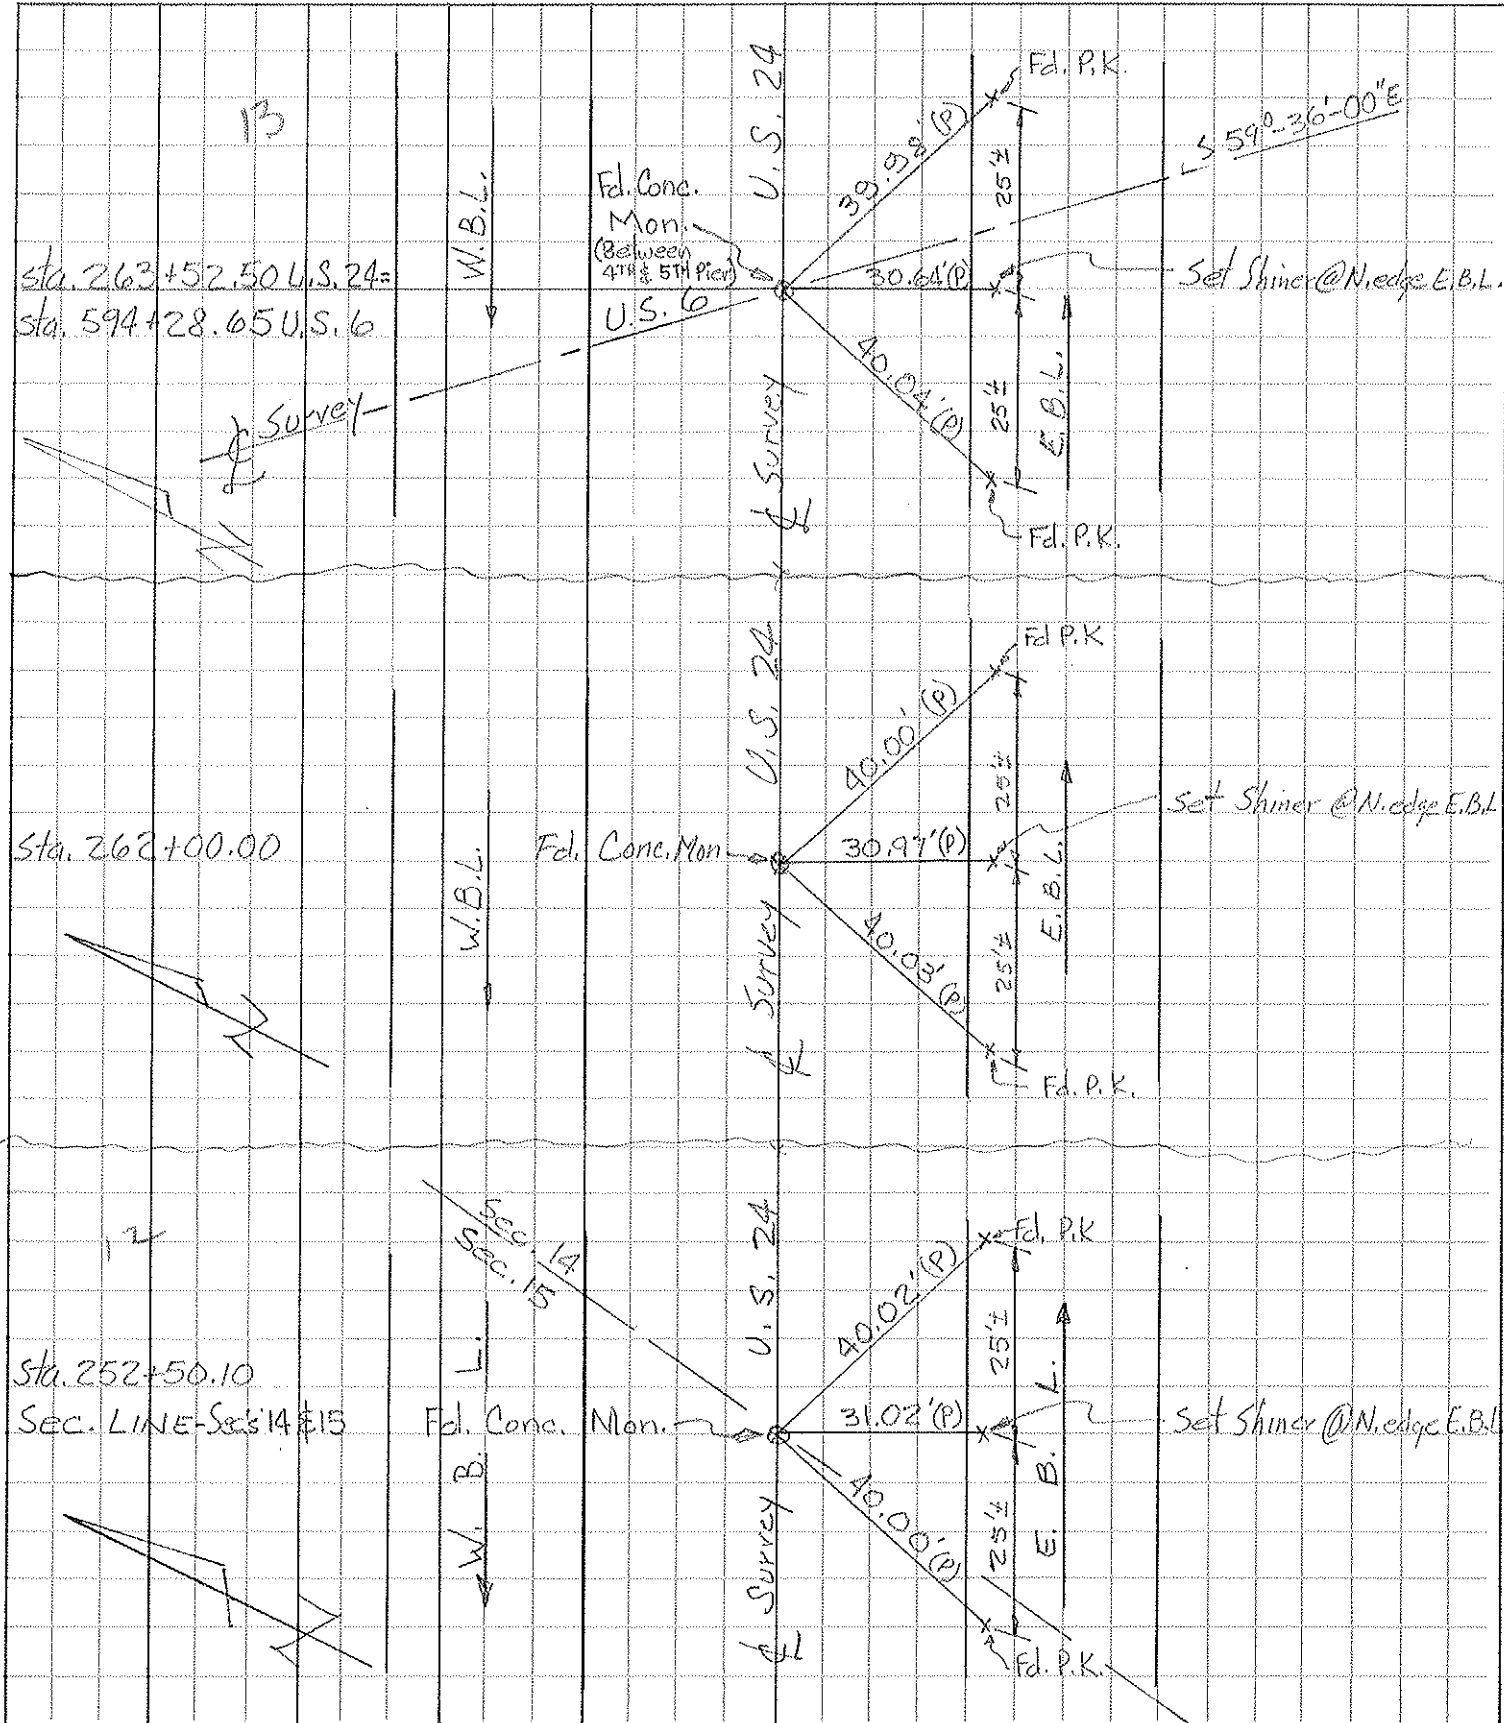 13
W.B.L.
Fd. Conc.
Mon.
(Between
4TH & 5TH Pier)
U.S. 24
Fd. P.K.
39.98' (P)
25'±
S 59°-36'-00"E
Sta. 263+52.50 U.S. 24=
Sta. 594+28.65 U.S. 6
U.S. 6
30.64' (P)
Set Shiner @ N. edge E.B.L.
℄ Survey
40.04' (P)
25'±
E.B.L.
℄ Survey
N
Fd. P.K.
U.S. 24
Fd P.K
40.00' (P)
25'±
Set Shiner @ N. edge E.B.L
Sta. 262+00.00
W.B.L.
Fd. Conc. Mon
30.97' (P)
E.B.L.
℄ Survey
40.03' (P)
25'±
N
Fd. P.K.
12
Sec. 14
Sec. 15
U.S. 24
Fd. P.K
40.02' (P)
25'±
Sta. 252+50.10
Sec. LINE-Sec's 14 & 15
W. B. L.
Fd. Conc. Mon.
31.02' (P)
Set Shiner @ N. edge E.B.L
E. B. L.
℄ Survey
40.00' (P)
25'±
N
Fd. P.K.